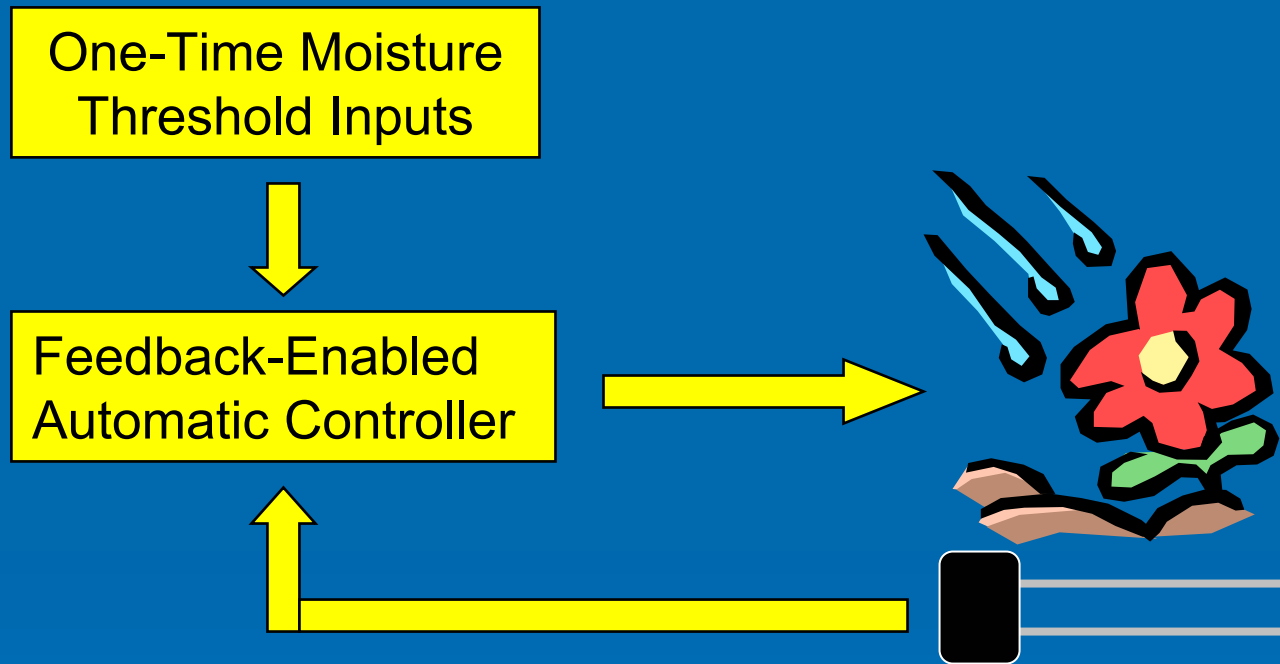 One-Time Moisture
Threshold Inputs
Feedback-Enabled
Automatic Controller